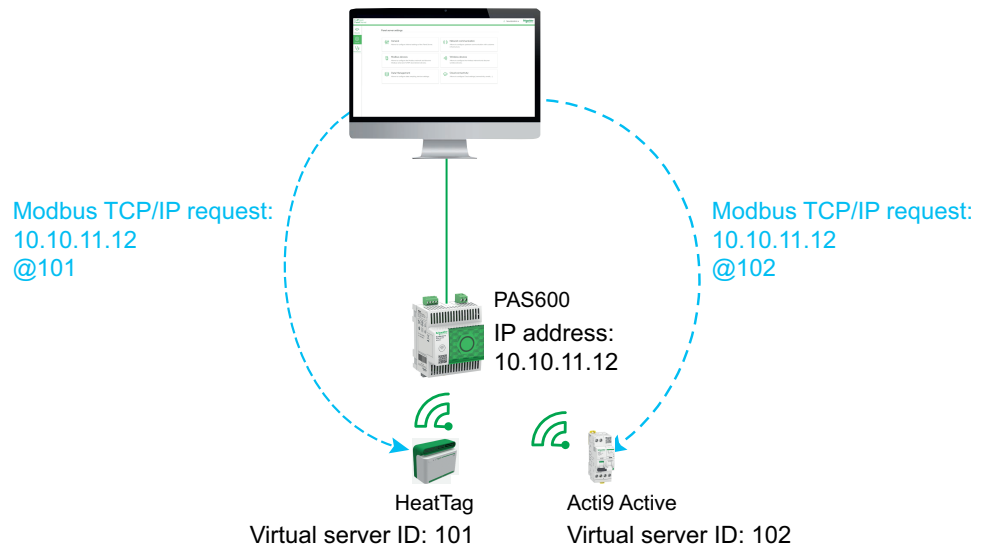 Modbus TCP/IP request:
10.10.11.12
@101
Modbus TCP/IP request:
10.10.11.12
@102
PAS600
IP address:
10.10.11.12
HeatTag
Virtual server ID: 101
Acti9 Active
Virtual server ID: 102